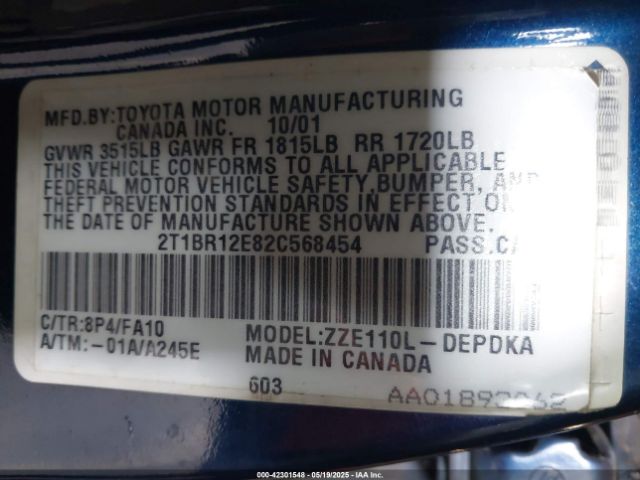 MFD.BY:TOYOTA MOTOR MANUFACTURING
CANADA INC. 10/01
GVWR 3515LB GAWR FR 1815LB RR 1720LB
THIS VEHICLE CONFORMS TO ALL APPLICABLE
FEDERAL MOTOR VEHICLE SAFETY,BUMPER, AND
THEFT PREVENTION STANDARDS IN EFFECT ON
THE DATE OF MANUFACTURE SHOWN ABOVE.
2T1BR12E82C568454 PASS.CA
C/TR:8P4/FA10 MODEL:ZZE110L-DEPDKA
A/TM:-01A/A245E MADE IN CANADA
603
000-42301548 - 05/19/2025 - IAA Inc.